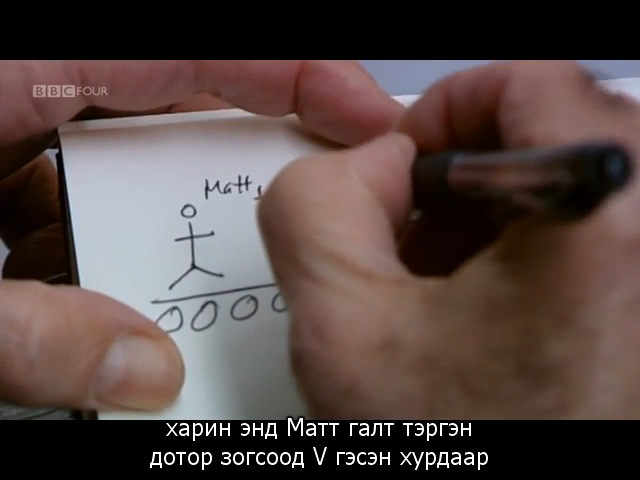 BBC FOUR
Matt
харин энд Матт галт тэргэн
дотор зогсоод V гэсэн хурдаар